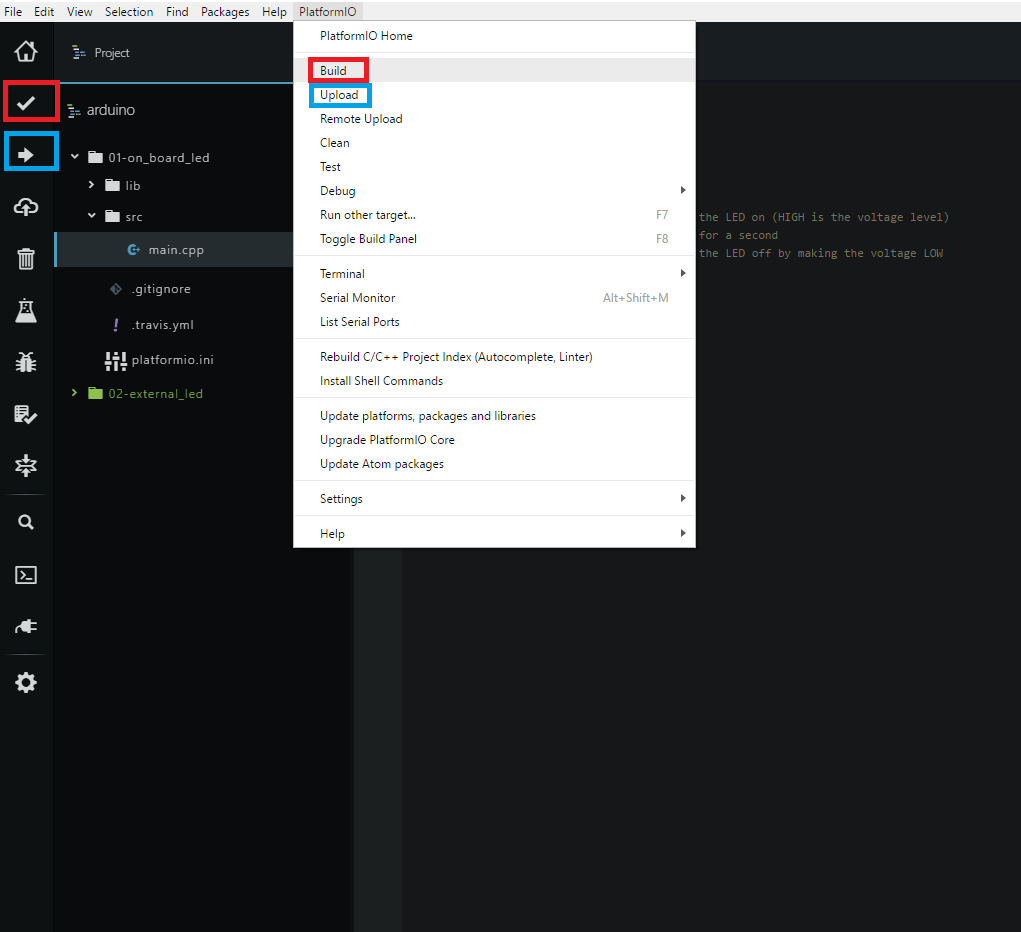 File Edit View Selection Find Packages Help PlatformIO
Project
arduino
01-on_board_led
lib
src
main.cpp
.gitignore
.travis.yml
platformio.ini
02-external_led
PlatformIO Home
Build
Upload
Remote Upload
Clean
Test
Debug
Run other target... F7
Toggle Build Panel F8
Terminal
Serial Monitor Alt+Shift+M
List Serial Ports
Rebuild C/C++ Project Index (Autocomplete, Linter)
Install Shell Commands
Update platforms, packages and libraries
Upgrade PlatformIO Core
Update Atom packages
Settings
Help
the LED on (HIGH is the voltage level)
for a second
the LED off by making the voltage LOW